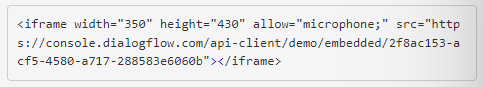 <iframe width="350" height="430" allow="microphone;" src="http
s://console.dialogflow.com/api-client/demo/embedded/2f8ac153-a
cf5-4580-a717-288583e6060b"></iframe>